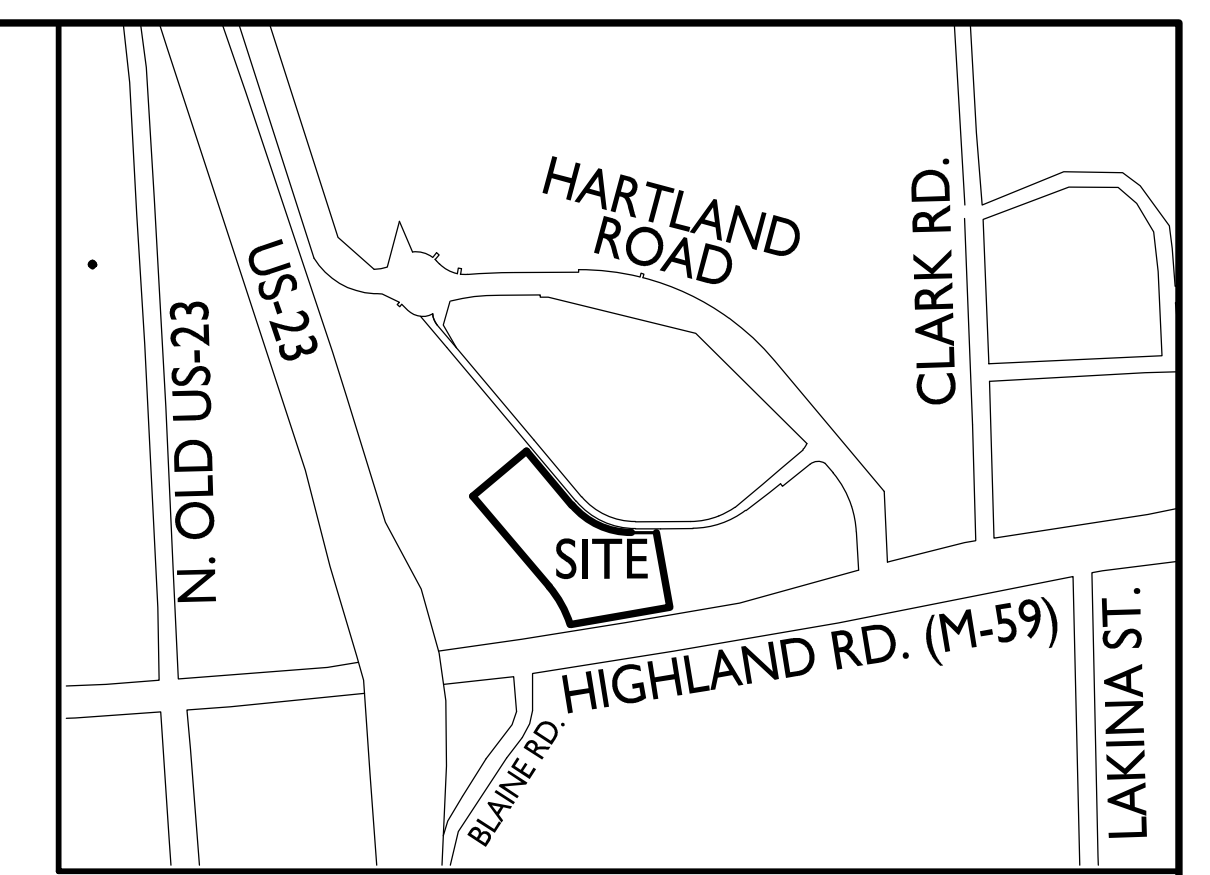 HARTLAND
ROAD
CLARK RD.
US-23
N. OLD US-23
SITE
HIGHLAND RD. (M-59)
BLAINE RD.
LAKINA ST.